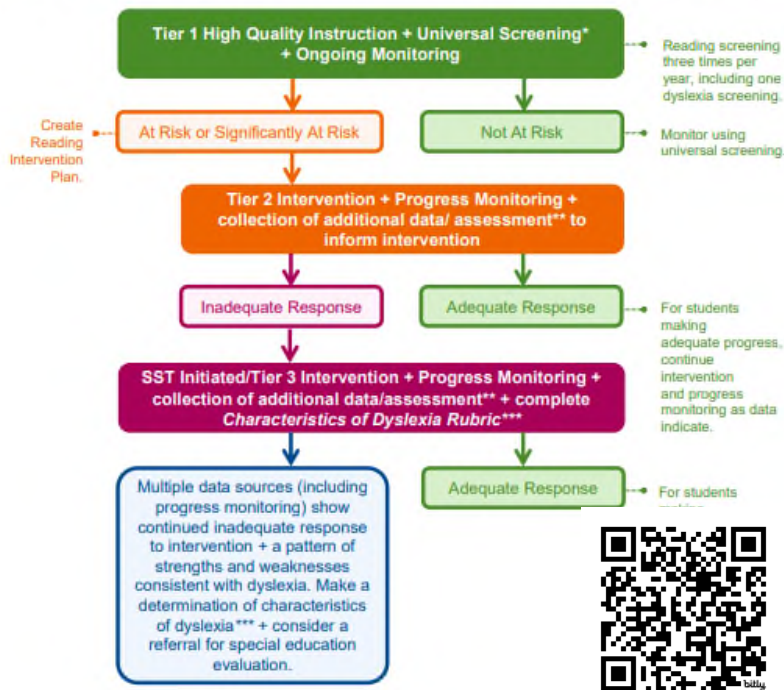 Tier 1 High Quality Instruction + Universal Screening*
+ Ongoing Monitoring
Reading screening
three times per
year, including one
dyslexia screening.
Create
Reading
Intervention
Plan.
At Risk or Significantly At Risk
Not At Risk
Monitor using
universal screening.
Tier 2 Intervention + Progress Monitoring +
collection of additional data/ assessment** to
inform intervention
Inadequate Response
Adequate Response
For students
making
adequate progress,
continue
intervention
and progress
monitoring as data
indicate.
SST Initiated/Tier 3 Intervention + Progress Monitoring +
collection of additional data/assessment** + complete
Characteristics of Dyslexia Rubric***
Multiple data sources (including
progress monitoring) show
continued inadequate response
to intervention + a pattern of
strengths and weaknesses
consistent with dyslexia. Make a
determination of characteristics
of dyslexia*** + consider a
referral for special education
evaluation.
Adequate Response
For students
bitly